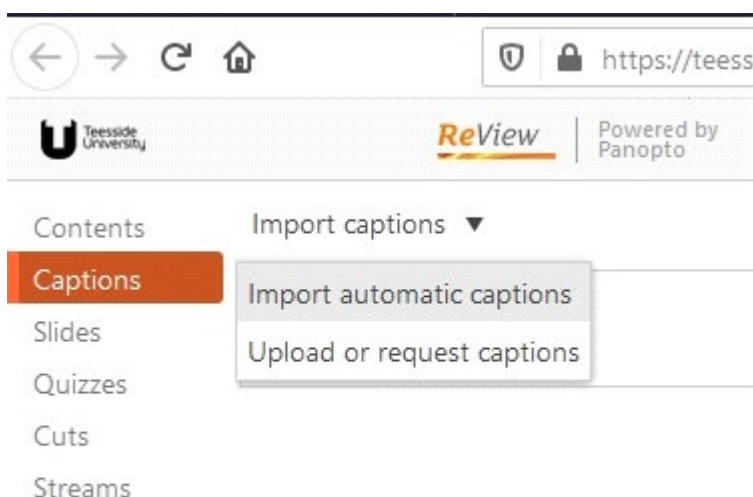 https://teess
Teesside
University
ReView
Powered by
Panopto
Contents
Import captions ▼
Captions
Import automatic captions
Slides
Upload or request captions
Quizzes
Cuts
Streams